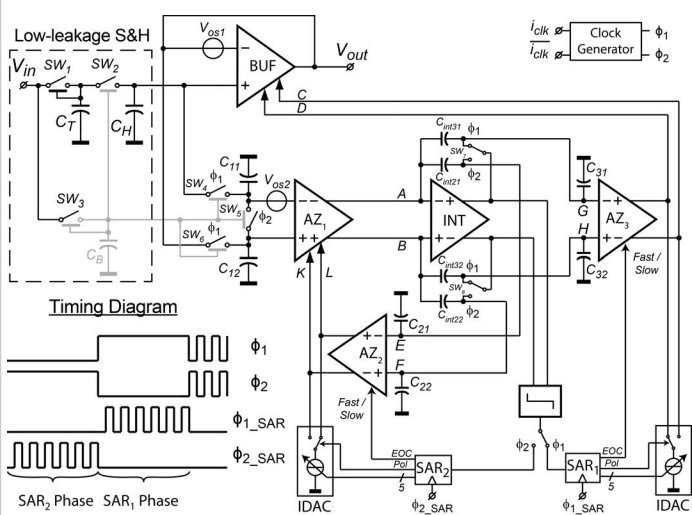 Low-leakage S&H
Vin
SW1
SW2
CT
CH
SW3
CB
Vos1
BUF
Vout
iclk
iclk
Clock
Generator
ϕ1
ϕ2
C
D
SW4
ϕ1
C11
Vos2
SW5
ϕ2
SW6
ϕ1
C12
AZ1
K
L
A
B
Cint31
ϕ1
SW7
Cint21
ϕ2
INT
Cint32
ϕ1
SW8
Cint22
ϕ2
C31
G
H
C32
AZ3
Fast /
Slow
C21
E
F
C22
AZ2
Fast /
Slow
ϕ2
ϕ1
EOC
Pol
5
SAR2
ϕ2_SAR
IDAC
EOC
Pol
5
SAR1
ϕ1_SAR
IDAC
Timing Diagram
ϕ1
ϕ2
ϕ1_SAR
ϕ2_SAR
SAR2 Phase
SAR1 Phase